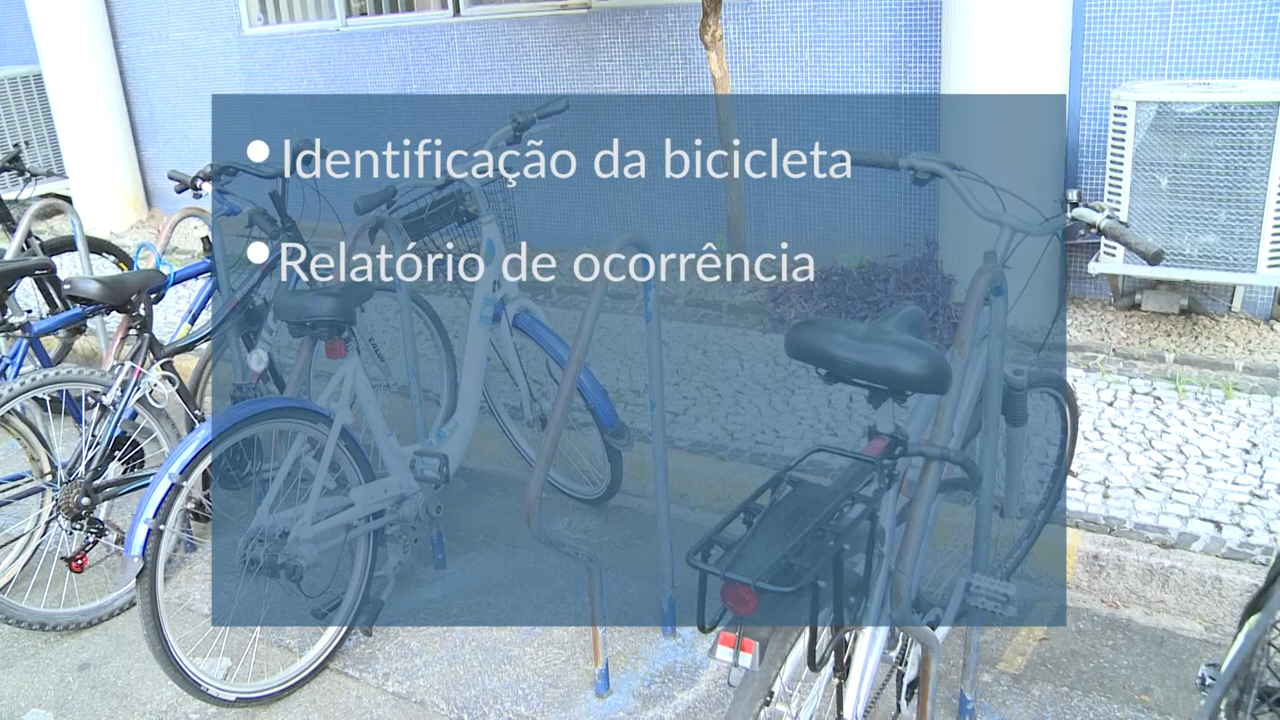 • Identificação da bicicleta
• Relatório de ocorrência